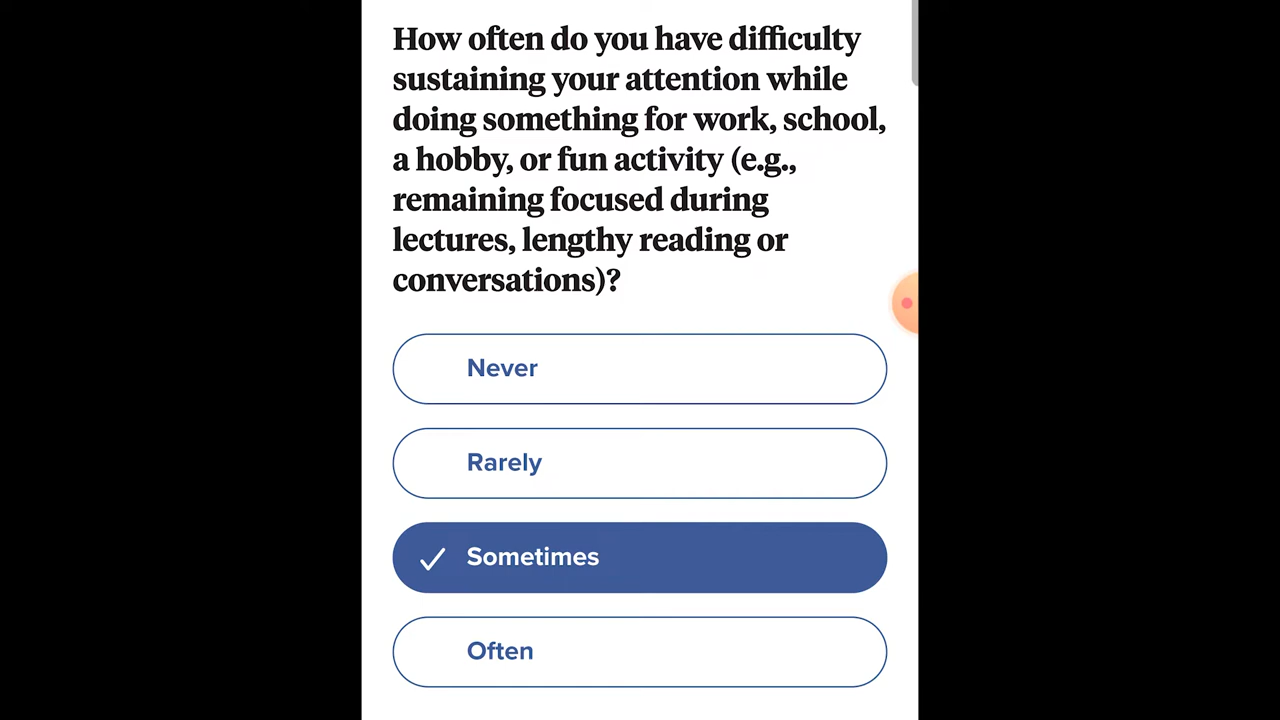 How often do you have difficulty
sustaining your attention while
doing something for work, school,
a hobby, or fun activity (e.g.,
remaining focused during
lectures, lengthy reading or
conversations)?
Never
Rarely
Sometimes
Often